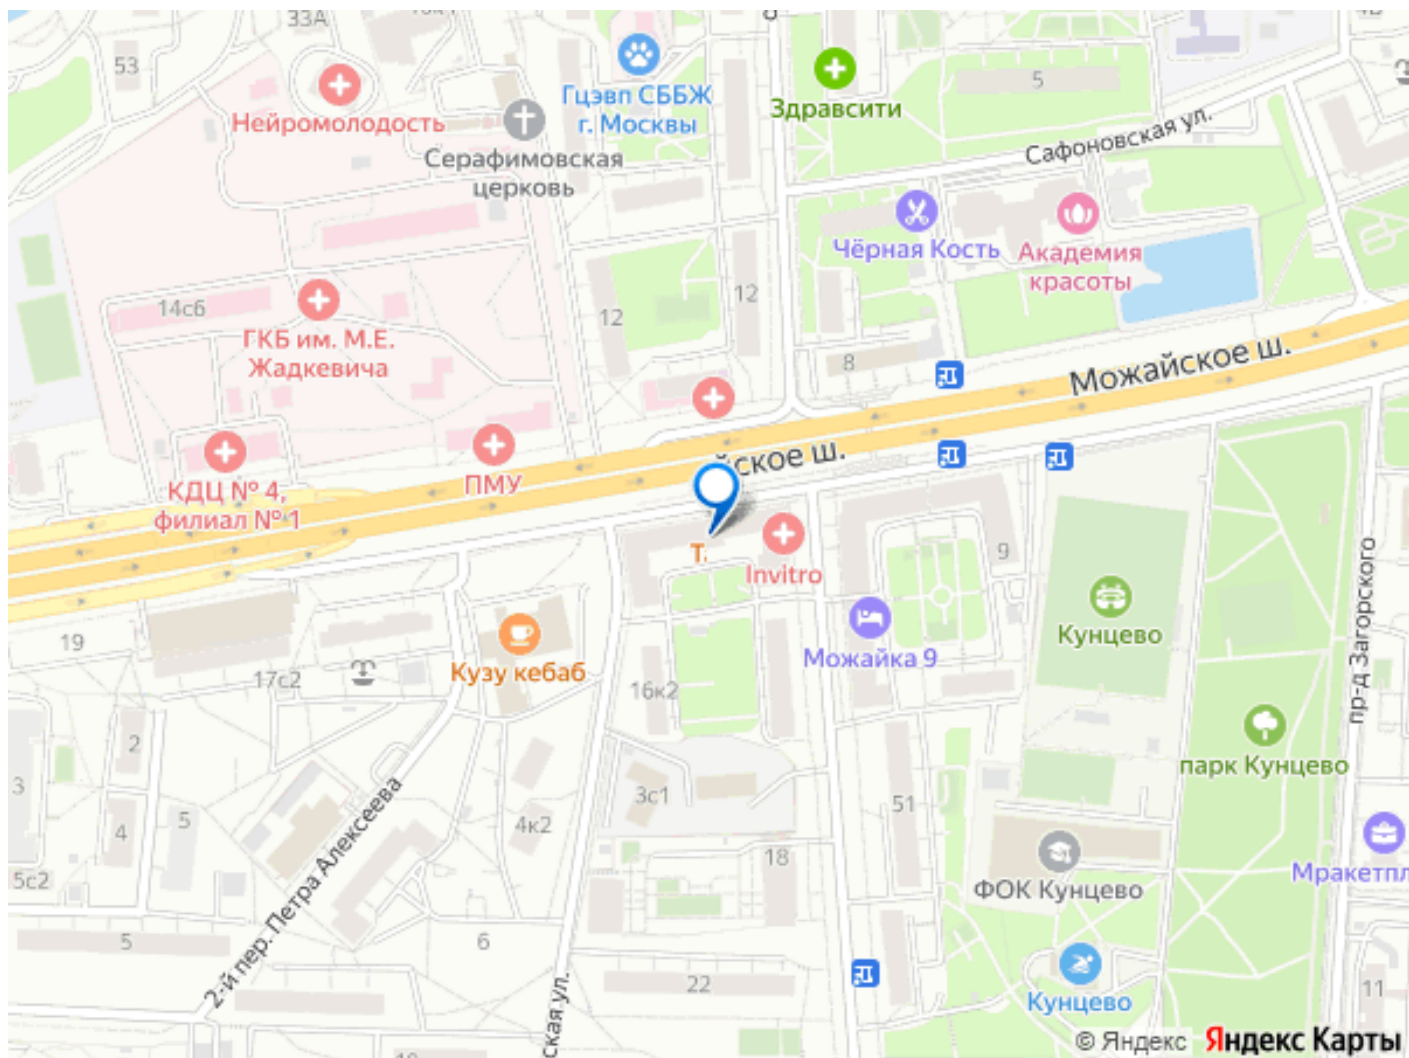 33А
53
Нейромолодость
Гцэвп СББЖ
г. Москвы
Здравсити
5
Серафимовская
церковь
Сафоновская ул.
Чёрная Кость
Академия
красоты
14с6
12
12
ГКБ им. М.Е.
Жадкевича
8
Можайское ш.
йское ш.
ПМУ
КДЦ № 4,
филиал № 1
Т.
Invitro
9
Кунцево
19
Кузу кебаб
Можайка 9
17с2
16к2
пр-д Загорского
2
парк Кунцево
3
5
4
3с1
4к2
51
2-й пер. Петра Алексеева
18
5с2
ФОК Кунцево
Мракетпл
5
6
22
ская ул.
Кунцево
11
© Яндекс Яндекс Карты